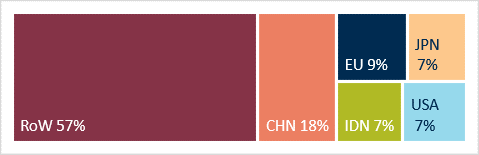 RoW 57%
CHN 18%
EU 9%
JPN
7%
IDN 7%
USA
7%